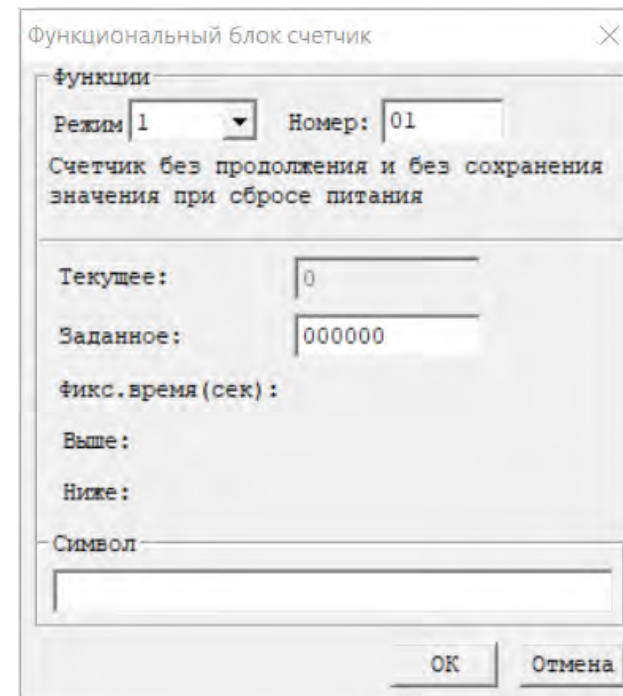 Функциональный блок счетчик
Функции
Режим 1 Номер: 01
Счетчик без продолжения и без сохранения
значения при сбросе питания
Текущее: 0
Заданное: 000000
Фикс.время(сек):
Выше:
Ниже:
Символ
ОК Отмена